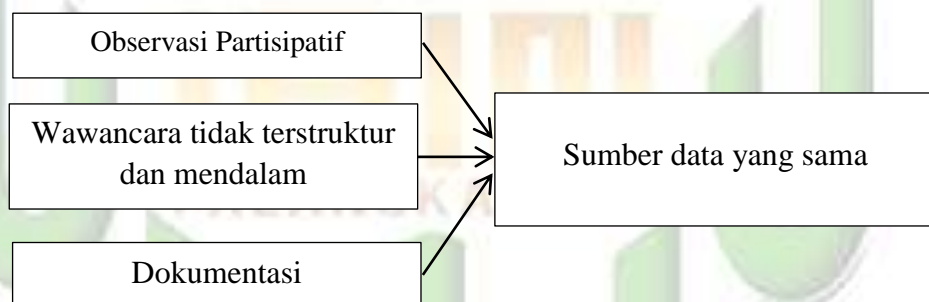 Observasi Partisipatif
Wawancara tidak terstruktur
dan mendalam
Sumber data yang sama
Dokumentasi